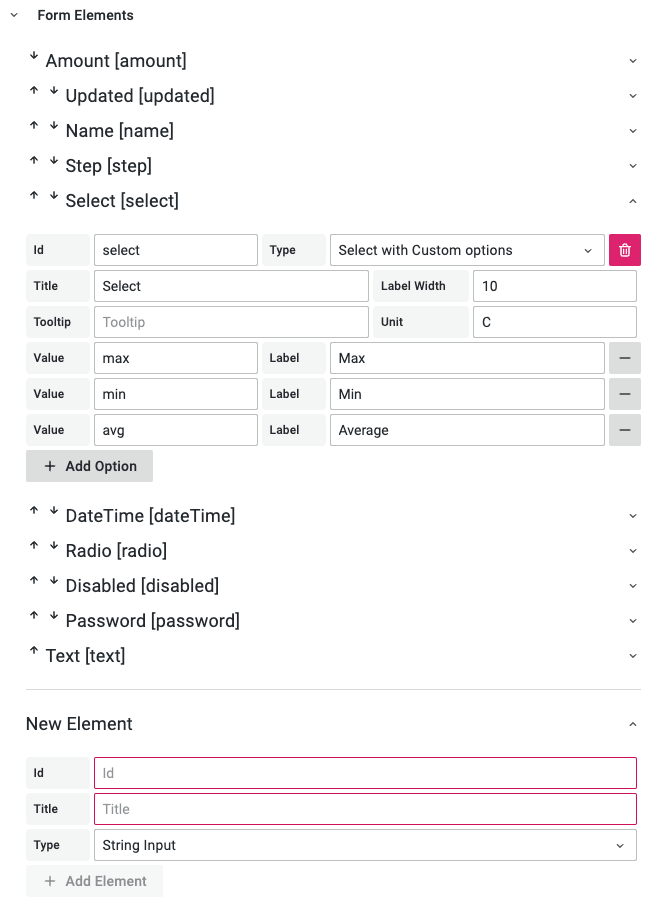 Form Elements
Amount [amount]
Updated [updated]
Name [name]
Step [step]
Select [select]
Id select Type Select with Custom options
Title Select Label Width 10
Tooltip Tooltip Unit C
Value max Label Max
Value min Label Min
Value avg Label Average
Add Option
DateTime [dateTime]
Radio [radio]
Disabled [disabled]
Password [password]
Text [text]
New Element
Id Id
Title Title
Type String Input
Add Element